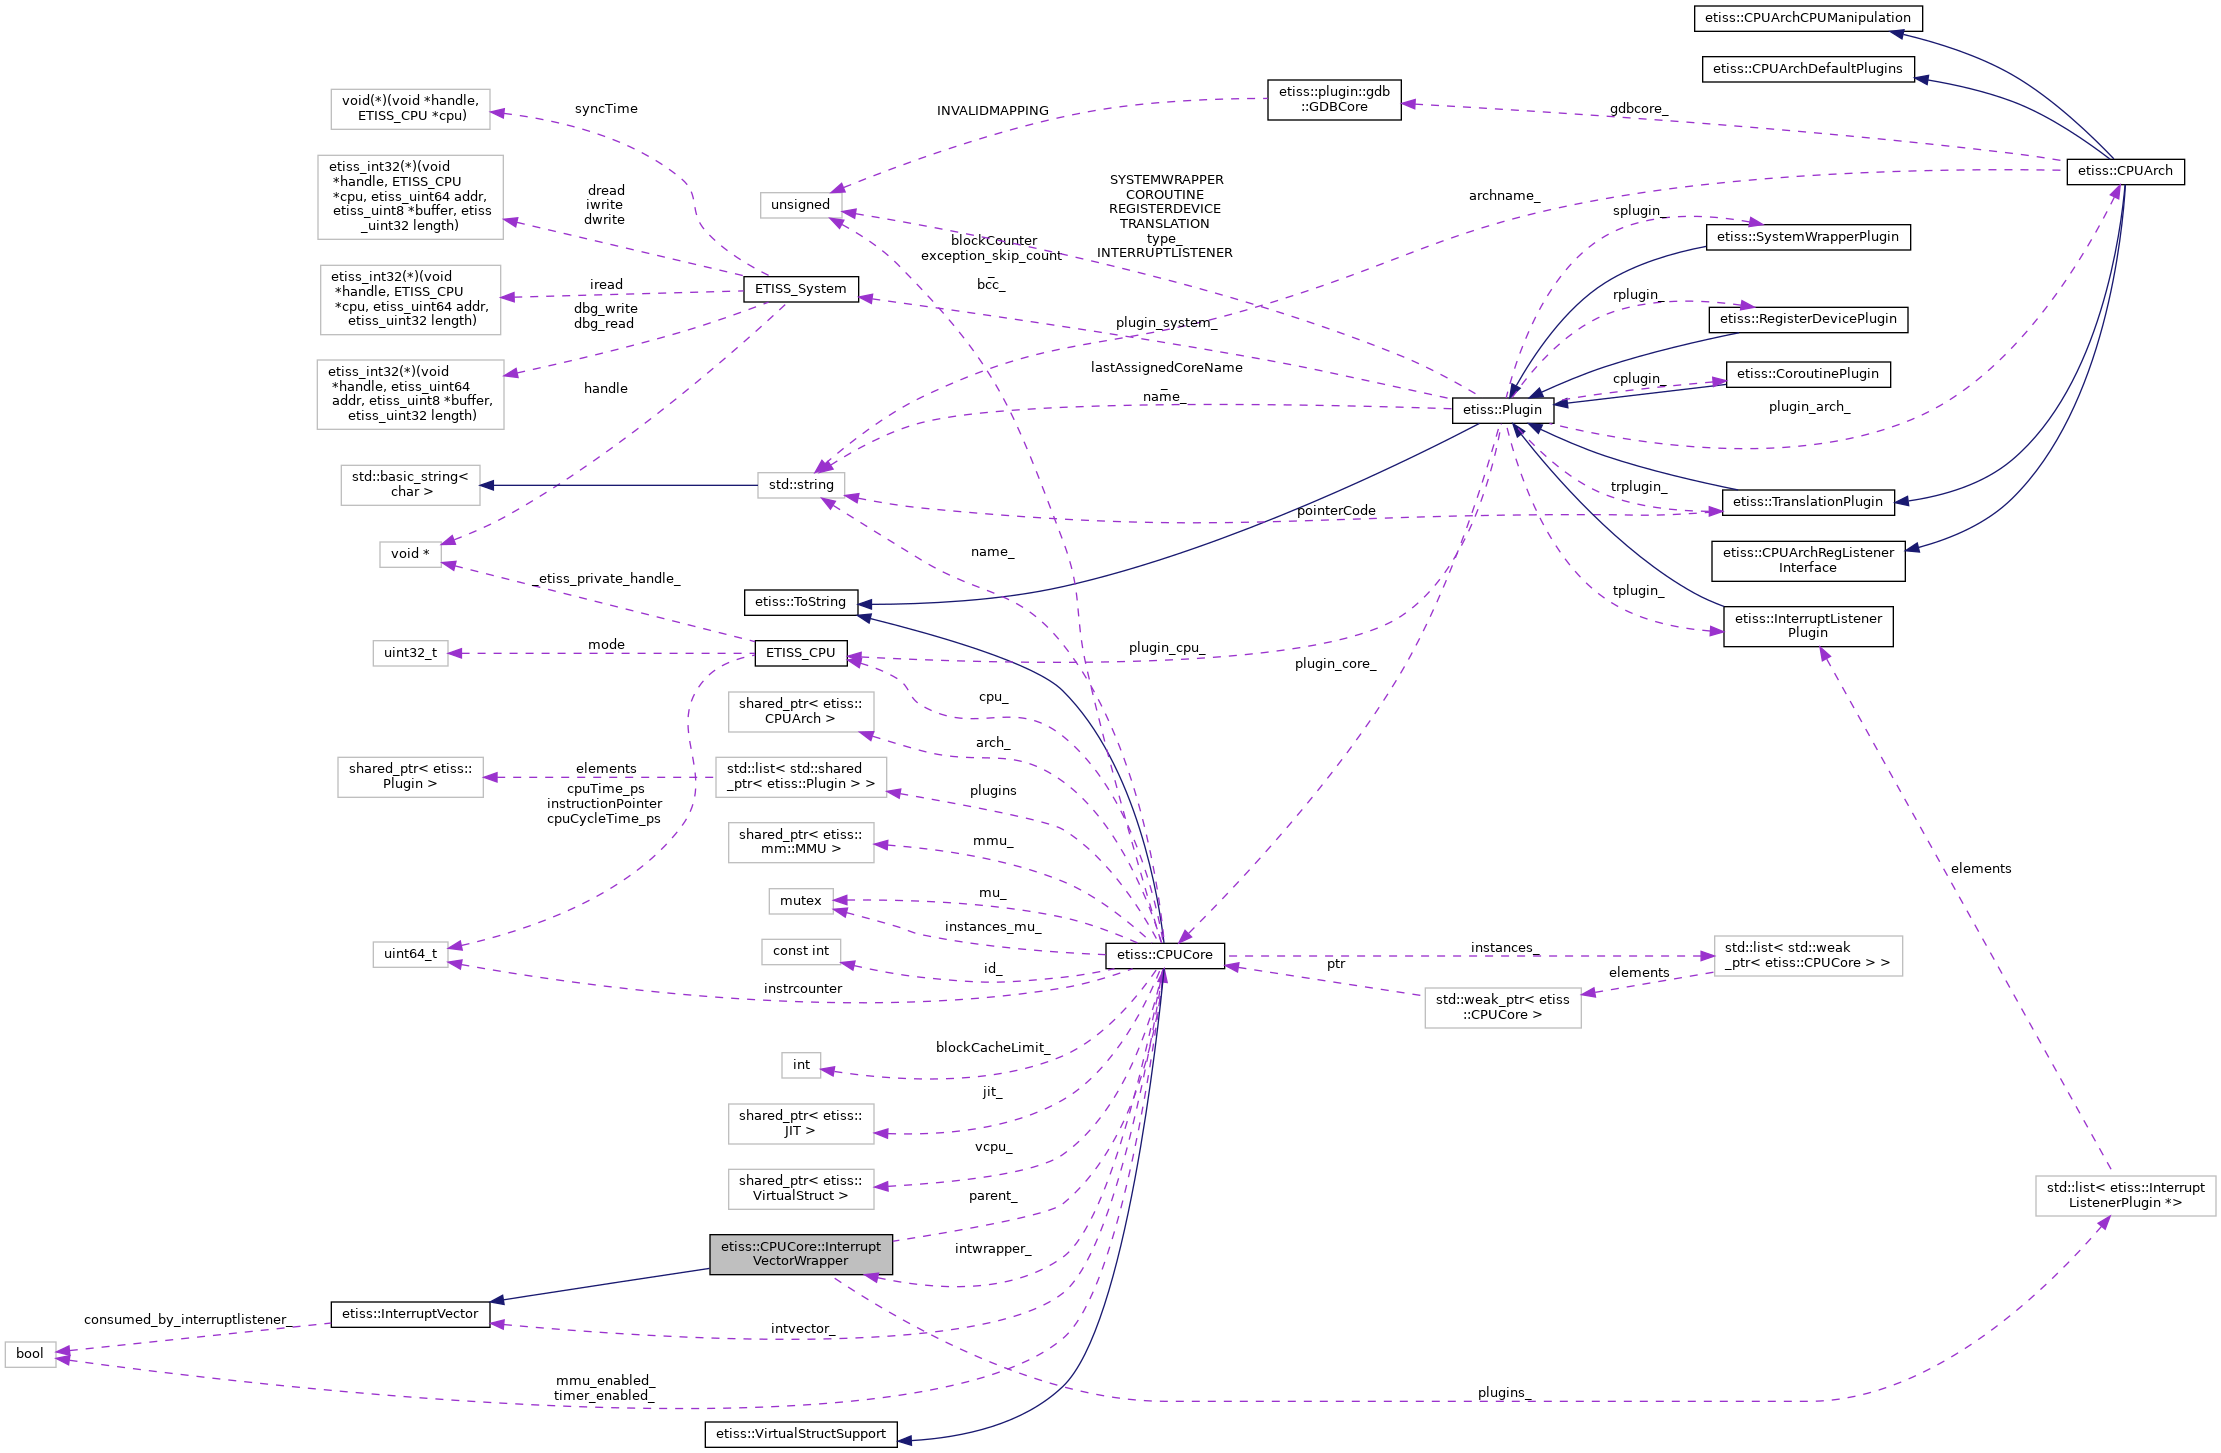 etiss::CPUArchCPUManipulation
etiss::CPUArchDefaultPlugins
void(*)(void *handle,
ETISS_CPU *cpu)
syncTime
INVALIDMAPPING
etiss::plugin::gdb
::GDBCore
gdbcore_
etiss_int32(*)(void
*handle, ETISS_CPU
*cpu, etiss_uint64 addr,
etiss_uint8 *buffer, etiss
_uint32 length)
dread
iwrite
dwrite
unsigned
SYSTEMWRAPPER
COROUTINE
REGISTERDEVICE
TRANSLATION
type_
INTERRUPTLISTENER
archname_
etiss::CPUArch
splugin_
etiss::SystemWrapperPlugin
blockCounter
exception_skip_count
_
bcc_
etiss_int32(*)(void
*handle, ETISS_CPU
*cpu, etiss_uint64 addr,
etiss_uint32 length)
iread
dbg_write
dbg_read
ETISS_System
plugin_system_
rplugin_
etiss::RegisterDevicePlugin
etiss_int32(*)(void
*handle, etiss_uint64
addr, etiss_uint8 *buffer,
etiss_uint32 length)
handle
lastAssignedCoreName
_
name_
etiss::Plugin
cplugin_
etiss::CoroutinePlugin
plugin_arch_
std::basic_string<
char >
std::string
pointerCode
trplugin_
etiss::TranslationPlugin
void *
name_
etiss::CPUArchRegListener
Interface
_etiss_private_handle_
etiss::ToString
tplugin_
etiss::InterruptListener
Plugin
uint32_t
mode
ETISS_CPU
plugin_cpu_
plugin_core_
cpu_
shared_ptr< etiss::
CPUArch >
arch_
shared_ptr< etiss::
Plugin >
elements
cpuTime_ps
instructionPointer
cpuCycleTime_ps
std::list< std::shared
_ptr< etiss::Plugin > >
plugins
shared_ptr< etiss::
mm::MMU >
mmu_
mutex
mu_
instances_mu_
elements
uint64_t
const int
id_
instrcounter
etiss::CPUCore
instances_
ptr
std::list< std::weak
_ptr< etiss::CPUCore > >
elements
std::weak_ptr< etiss
::CPUCore >
int
blockCacheLimit_
shared_ptr< etiss::
JIT >
jit_
shared_ptr< etiss::
VirtualStruct >
vcpu_
parent_
std::list< etiss::Interrupt
ListenerPlugin *>
etiss::CPUCore::Interrupt
VectorWrapper
intwrapper_
etiss::InterruptVector
consumed_by_interruptlistener_
intvector_
bool
mmu_enabled_
timer_enabled_
plugins_
etiss::VirtualStructSupport